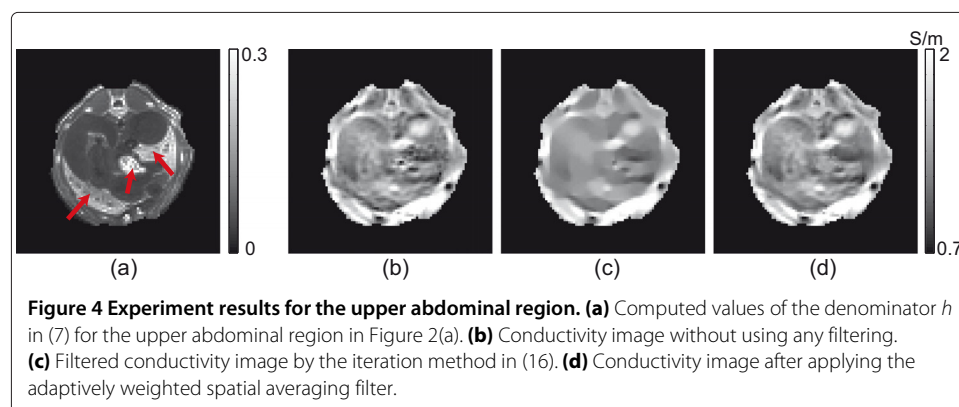 S/m
0.3
2
0
0.7
(a)
(b)
(c)
(d)
Figure 4 Experiment results for the upper abdominal region. (a) Computed values of the denominator h
in (7) for the upper abdominal region in Figure 2(a). (b) Conductivity image without using any filtering.
(c) Filtered conductivity image by the iteration method in (16). (d) Conductivity image after applying the
adaptively weighted spatial averaging filter.